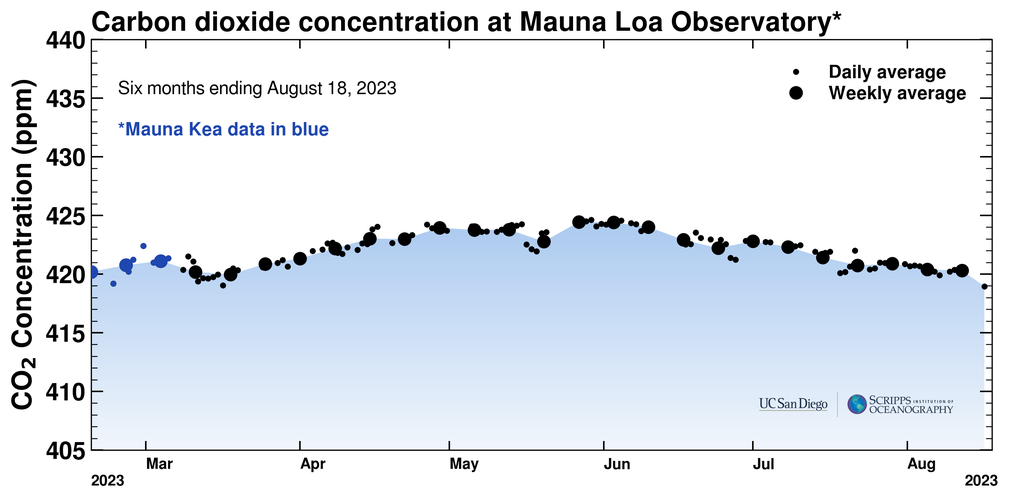 Carbon dioxide concentration at Mauna Loa Observatory*
440
435
430
425
420
415
410
405
CO₂ Concentration (ppm)
Six months ending August 18, 2023
*Mauna Kea data in blue
Daily average
Weekly average
UC San Diego
SCRIPPS INSTITUTION OF
OCEANOGRAPHY
Mar Apr May Jun Jul Aug
2023 2023